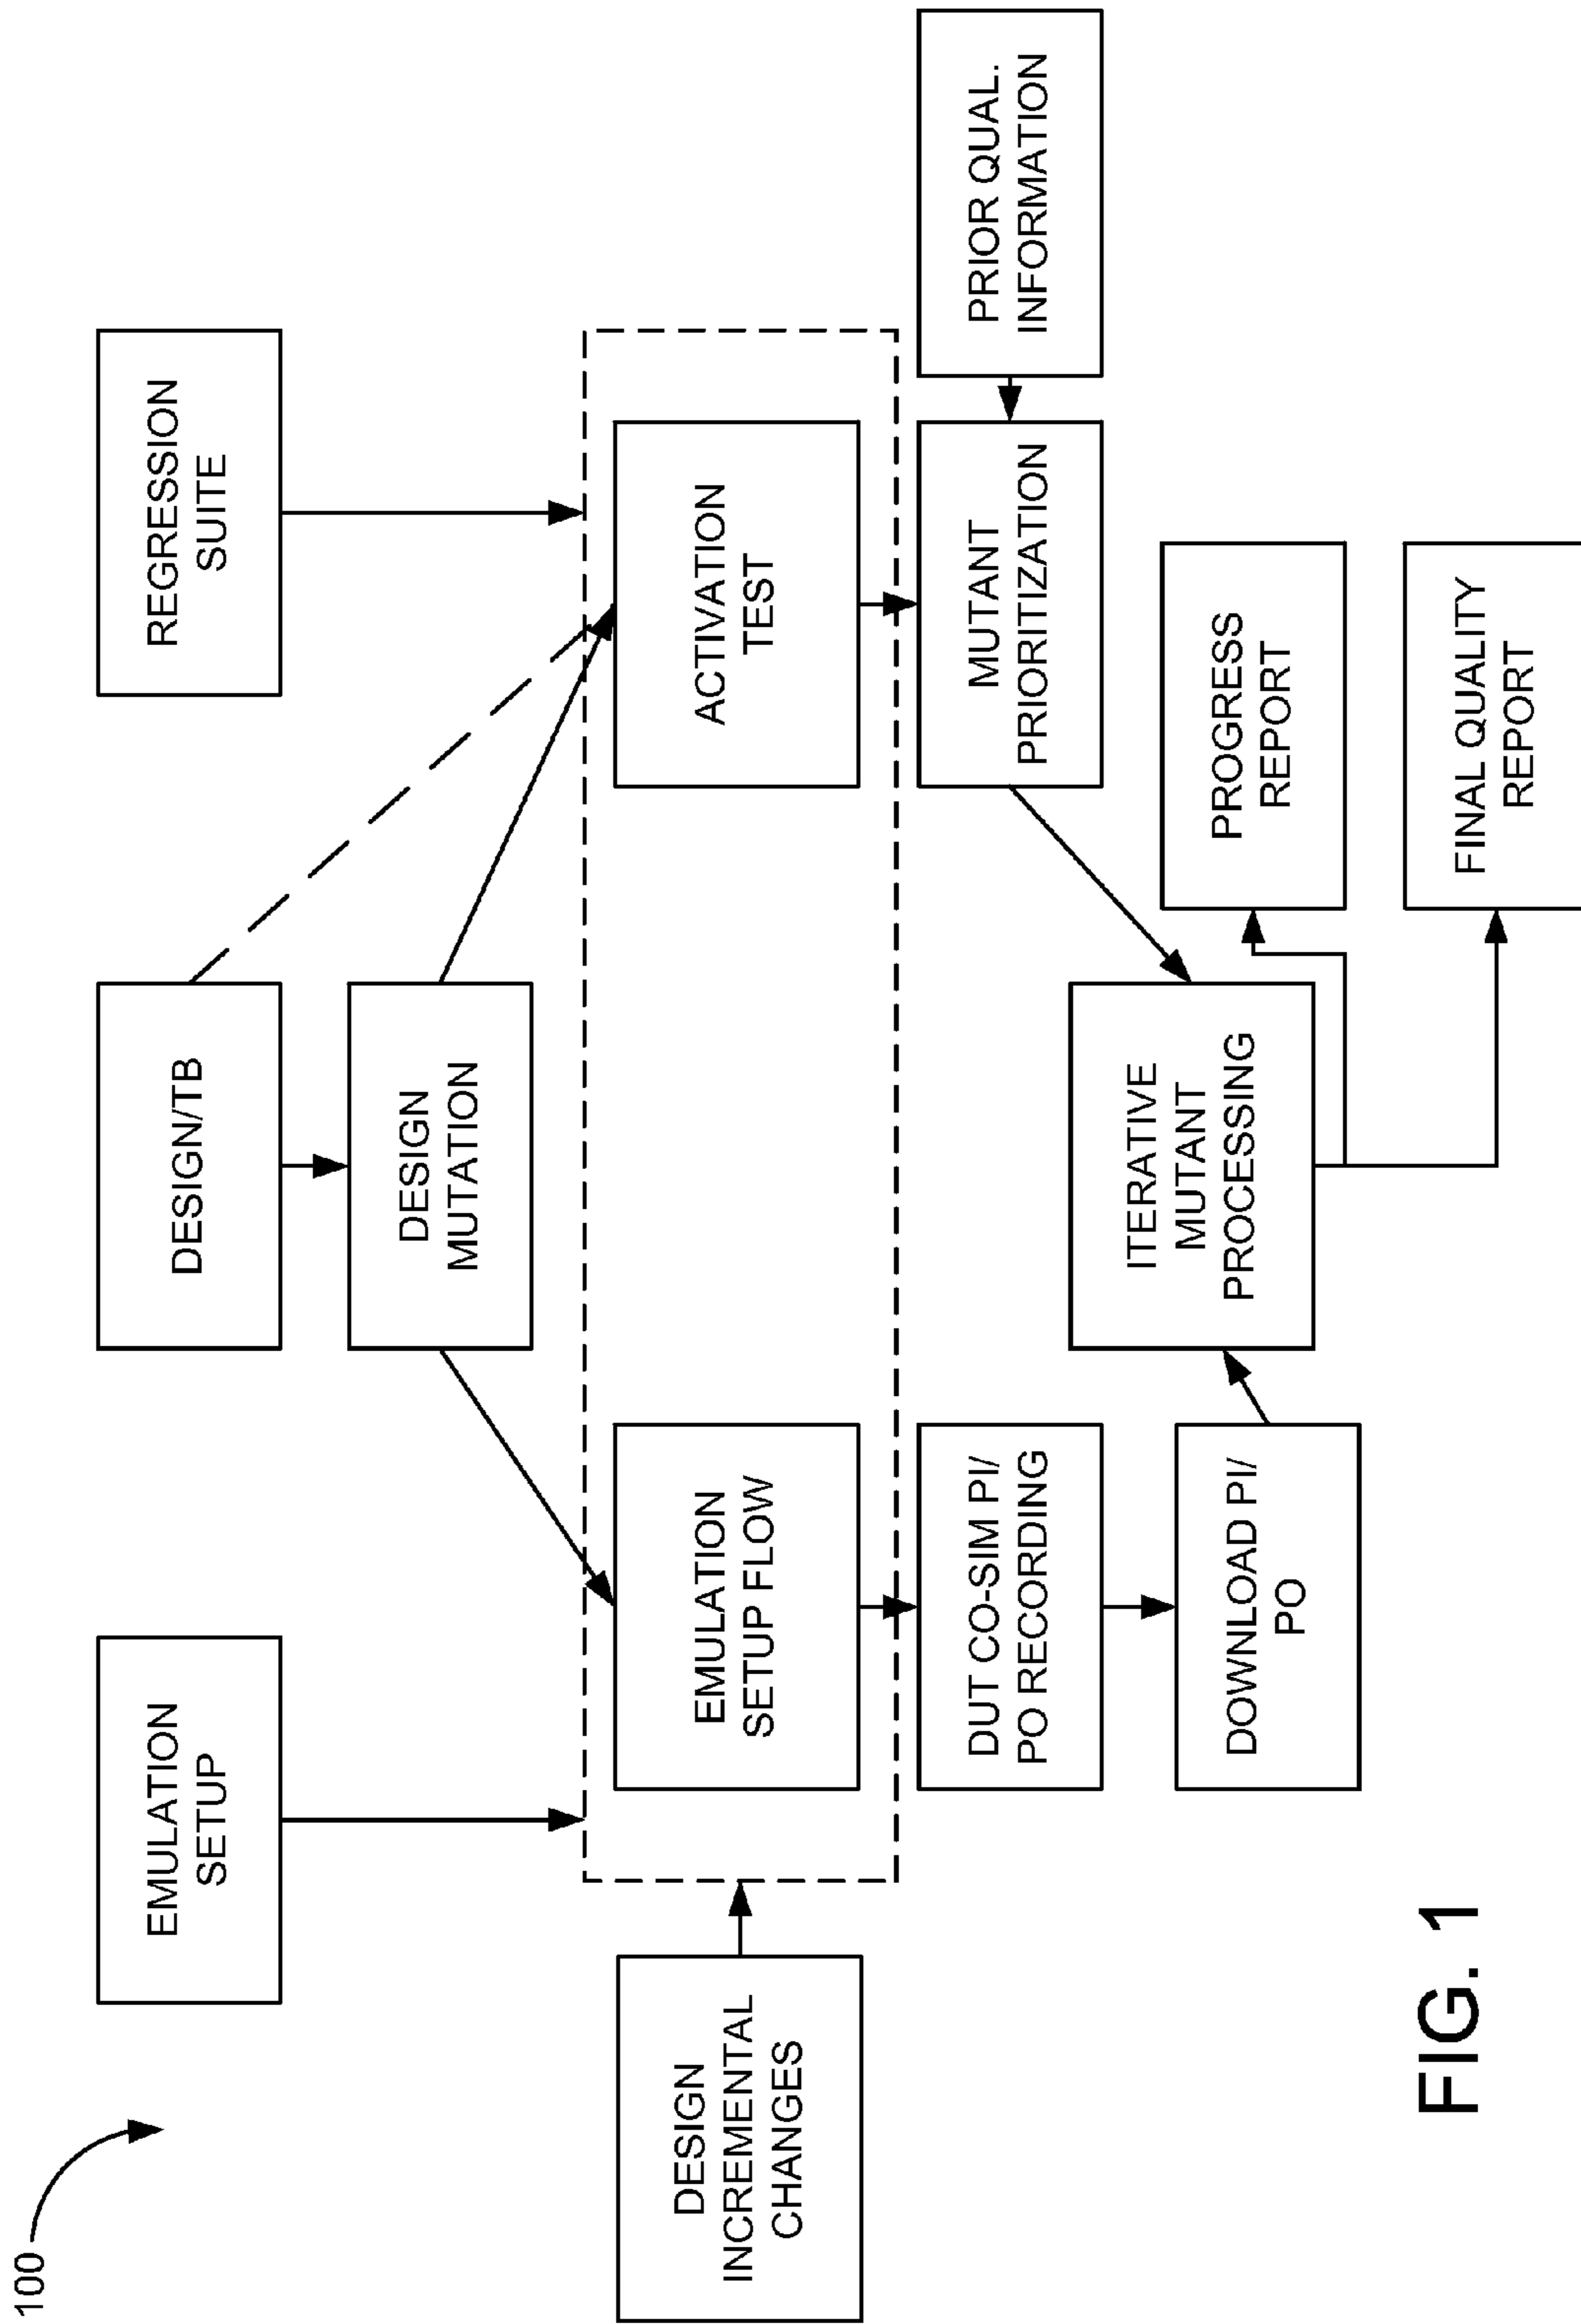 100
EMULATION
SETUP
DESIGN/TB
REGRESSION
SUITE
DESIGN
MUTATION
DESIGN
INCREMENTAL
CHANGES
EMULATION
SETUP FLOW
ACTIVATION
TEST
DUT CO-SIM PI/
PO RECORDING
MUTANT
PRIORITIZATION
PRIOR QUAL.
INFORMATION
DOWNLOAD PI/
PO
ITERATIVE
MUTANT
PROCESSING
PROGRESS
REPORT
FINAL QUALITY
REPORT
FIG. 1